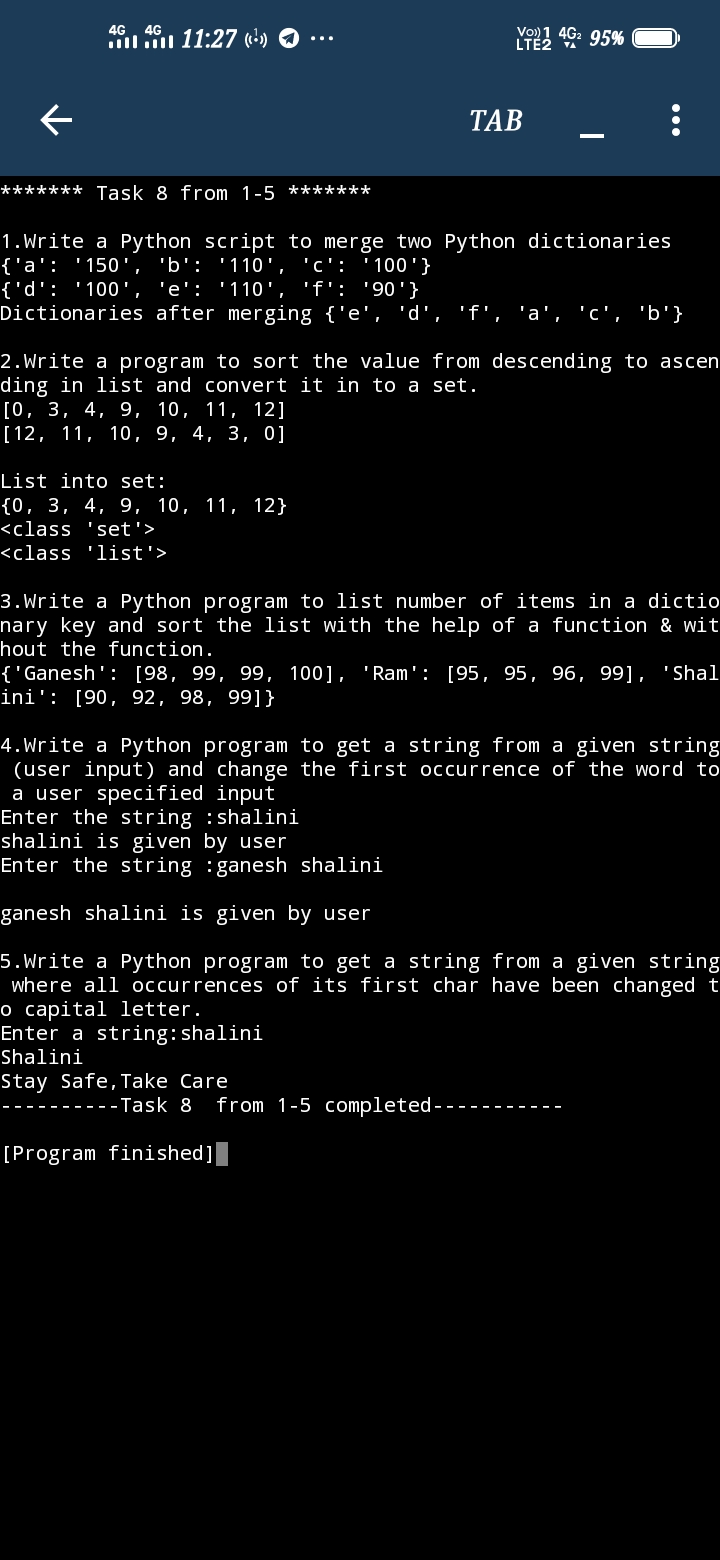 4G 4G 11:27
Vo) 1 LTE2 4G2 95%
TAB
******* Task 8 from 1-5 *******
1.Write a Python script to merge two Python dictionaries
{'a': '150', 'b': '110', 'c': '100'}
{'d': '100', 'e': '110', 'f': '90'}
Dictionaries after merging {'e', 'd', 'f', 'a', 'c', 'b'}
2.Write a program to sort the value from descending to ascen
ding in list and convert it in to a set.
[0, 3, 4, 9, 10, 11, 12]
[12, 11, 10, 9, 4, 3, 0]
List into set:
{0, 3, 4, 9, 10, 11, 12}
<class 'set'>
<class 'list'>
3.Write a Python program to list number of items in a dictio
nary key and sort the list with the help of a function & wit
hout the function.
{'Ganesh': [98, 99, 99, 100], 'Ram': [95, 95, 96, 99], 'Shal
ini': [90, 92, 98, 99]}
4.Write a Python program to get a string from a given string
(user input) and change the first occurrence of the word to
a user specified input
Enter the string :shalini
shalini is given by user
Enter the string :ganesh shalini
ganesh shalini is given by user
5.Write a Python program to get a string from a given string
where all occurrences of its first char have been changed t
o capital letter.
Enter a string:shalini
Shalini
Stay Safe,Take Care
----------Task 8  from 1-5 completed-----------
[Program finished]